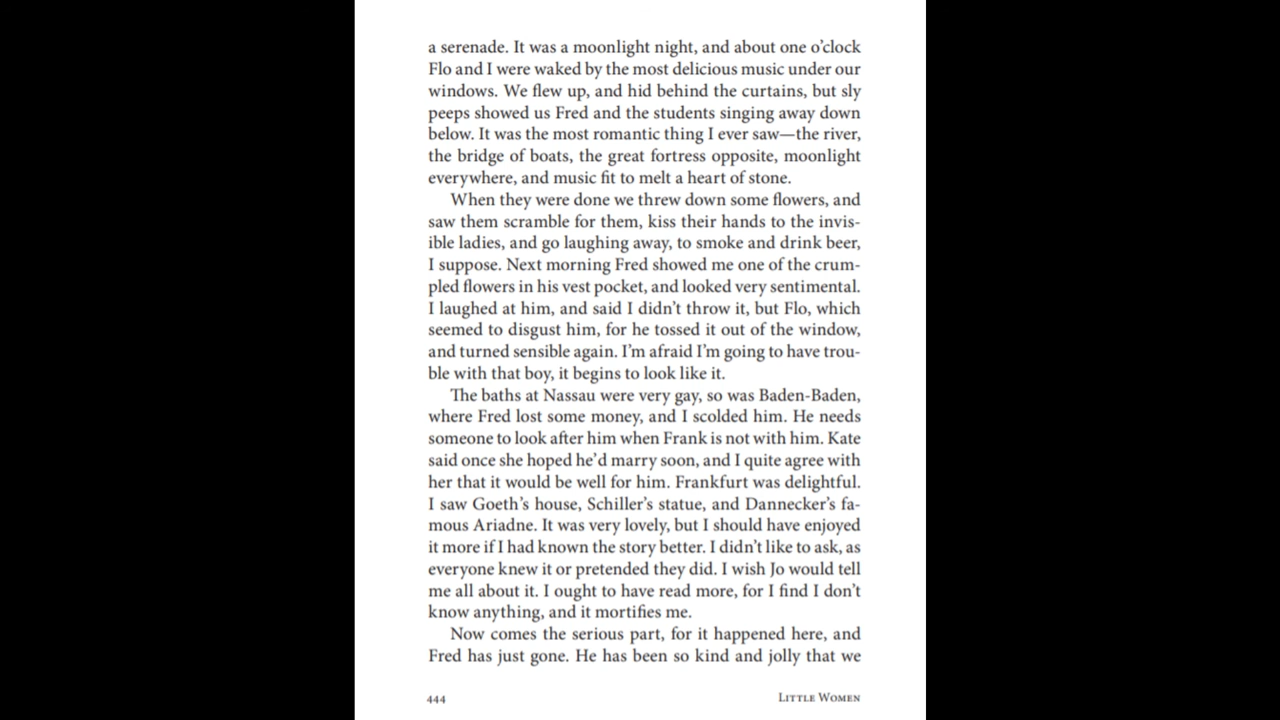 a serenade. It was a moonlight night, and about one o’clock
Flo and I were waked by the most delicious music under our
windows. We flew up, and hid behind the curtains, but sly
peeps showed us Fred and the students singing away down
below. It was the most romantic thing I ever saw—the river,
the bridge of boats, the great fortress opposite, moonlight
everywhere, and music fit to melt a heart of stone.
When they were done we threw down some flowers, and
saw them scramble for them, kiss their hands to the invis-
ible ladies, and go laughing away, to smoke and drink beer,
I suppose. Next morning Fred showed me one of the crum-
pled flowers in his vest pocket, and looked very sentimental.
I laughed at him, and said I didn’t throw it, but Flo, which
seemed to disgust him, for he tossed it out of the window,
and turned sensible again. I’m afraid I’m going to have trou-
ble with that boy, it begins to look like it.
The baths at Nassau were very gay, so was Baden-Baden,
where Fred lost some money, and I scolded him. He needs
someone to look after him when Frank is not with him. Kate
said once she hoped he’d marry soon, and I quite agree with
her that it would be well for him. Frankfurt was delightful.
I saw Goeth’s house, Schiller’s statue, and Dannecker’s fa-
mous Ariadne. It was very lovely, but I should have enjoyed
it more if I had known the story better. I didn’t like to ask, as
everyone knew it or pretended they did. I wish Jo would tell
me all about it. I ought to have read more, for I find I don’t
know anything, and it mortifies me.
Now comes the serious part, for it happened here, and
Fred has just gone. He has been so kind and jolly that we
444 Little Women